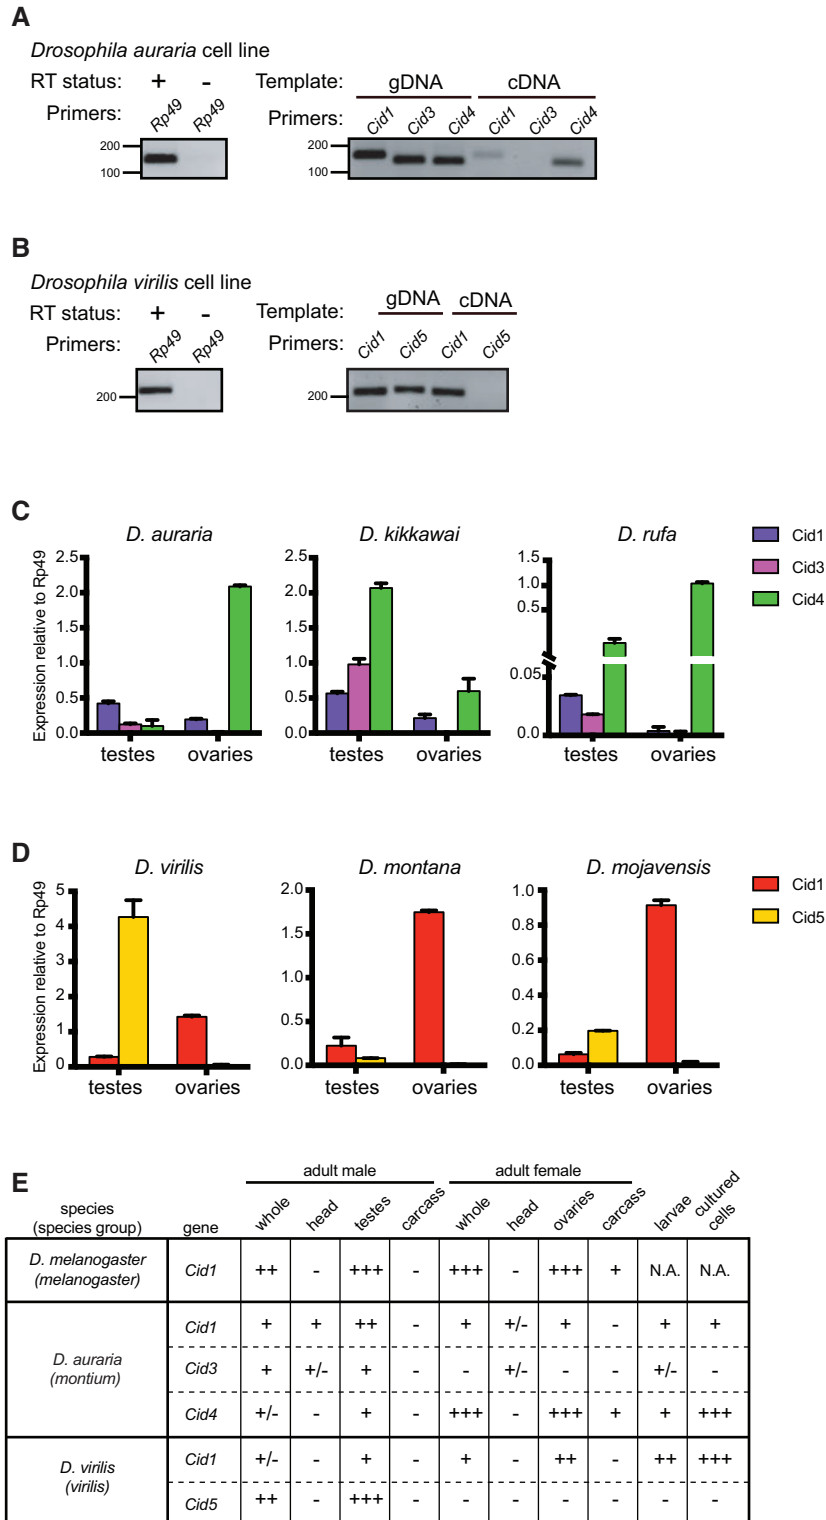 A
Drosophila auraria cell line
RT status: + -
Primers: Rp49 Rp49
200
100
Template: gDNA cDNA
Primers: Cid1 Cid3 Cid4 Cid1 Cid3 Cid4
200
100
B
Drosophila virilis cell line
RT status: + -
Primers: Rp49 Rp49
200
Template: gDNA cDNA
Primers: Cid1 Cid5 Cid1 Cid5
200
C
D. auraria
Expression relative to Rp49
2.5
2.0
1.5
1.0
0.5
0.0
testes ovaries
D. kikkawai
2.5
2.0
1.5
1.0
0.5
0.0
testes ovaries
D. rufa
1.5
1.0
0.5
0.05
0.0
testes ovaries
Cid1
Cid3
Cid4
D
D. virilis
Expression relative to Rp49
5
4
3
2
1
0
testes ovaries
D. montana
2.0
1.5
1.0
0.5
0.0
testes ovaries
D. mojavensis
1.0
0.8
0.6
0.4
0.2
0.0
testes ovaries
Cid1
Cid5
E
adult male adult female
species (species group) gene whole head testes carcass whole head ovaries carcass larvae cultured cells
D. melanogaster (melanogaster) Cid1 ++ - +++ - +++ - +++ + N.A. N.A.
D. auraria (montium)
Cid1 + + ++ - + +/- + - + +
Cid3 + +/- + - - +/- - - +/- -
Cid4 +/- - + - +++ - +++ + + +++
D. virilis (virilis)
Cid1 +/- - + - + - ++ - ++ +++
Cid5 ++ - +++ - - - - - - -